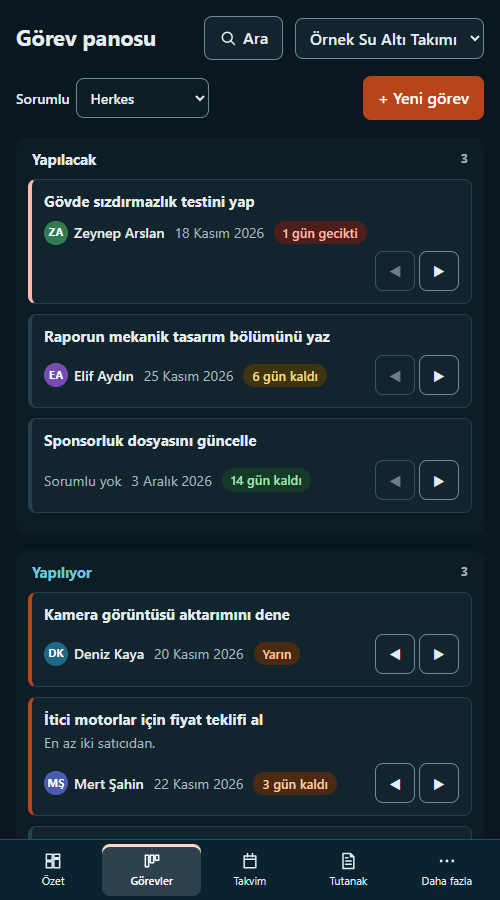 Görev panosu
Ara
Örnek Su Altı Takımı
Sorumlu
Herkes
+ Yeni görev
Yapılacak
3
Gövde sızdırmazlık testini yap
ZA Zeynep Arslan 18 Kasım 2026 1 gün gecikti
Raporun mekanik tasarım bölümünü yaz
EA Elif Aydın 25 Kasım 2026 6 gün kaldı
Sponsorluk dosyasını güncelle
Sorumlu yok 3 Aralık 2026 14 gün kaldı
Yapılıyor
3
Kamera görüntüsü aktarımını dene
DK Deniz Kaya 20 Kasım 2026 Yarın
İtici motorlar için fiyat teklifi al
En az iki satıcıdan.
MŞ Mert Şahin 22 Kasım 2026 3 gün kaldı
Özet
Görevler
Takvim
Tutanak
Daha fazla